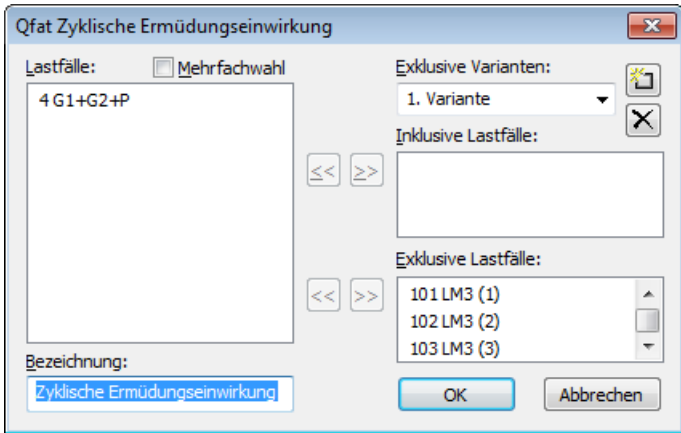 Qfat Zyklische Ermüdungseinwirkung
Lastfälle:
Mehrfachwahl
4 G1+G2+P
<<
>>
<<
>>
Bezeichnung:
Zyklische Ermüdungseinwirkung
Exklusive Varianten:
1. Variante
Inklusive Lastfälle:
Exklusive Lastfälle:
101 LM3 (1)
102 LM3 (2)
103 LM3 (3)
OK
Abbrechen